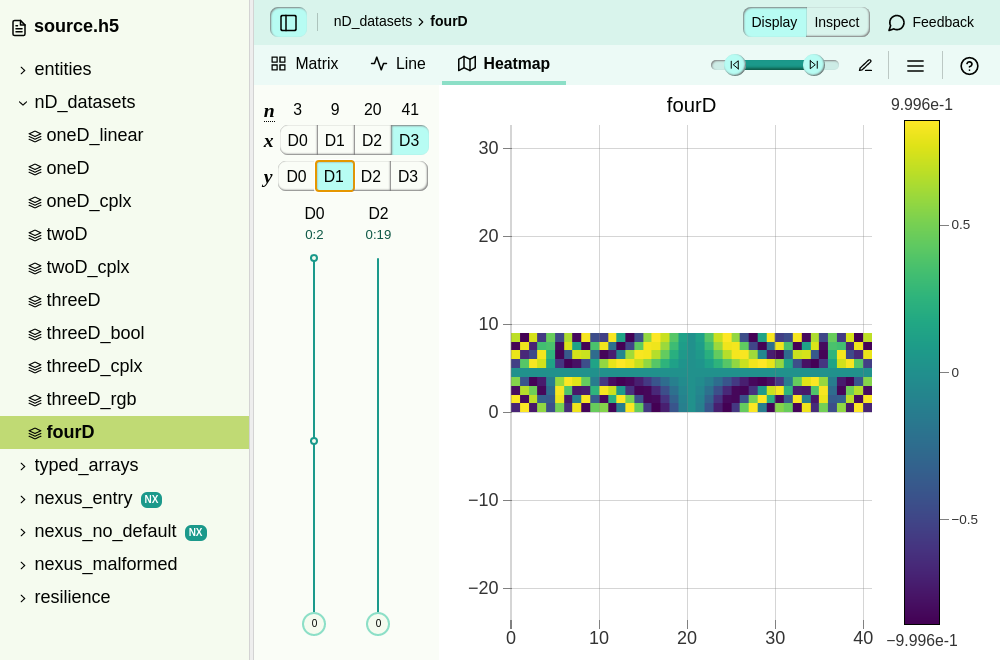 source.h5
entities
nD_datasets
oneD_linear
oneD
oneD_cplx
twoD
twoD_cplx
threeD
threeD_bool
threeD_cplx
threeD_rgb
fourD
typed_arrays
nexus_entry NX
nexus_no_default NX
nexus_malformed
resilience
nD_datasets › fourD
Display Inspect
Feedback
Matrix Line Heatmap
n 3 9 20 41
x D0 D1 D2 D3
y D0 D1 D2 D3
D0 D2
0:2 0:19
0 0
fourD
30
20
10
0
−10
−20
0 10 20 30 40
9.996e-1
0.5
0
−0.5
−9.996e-1